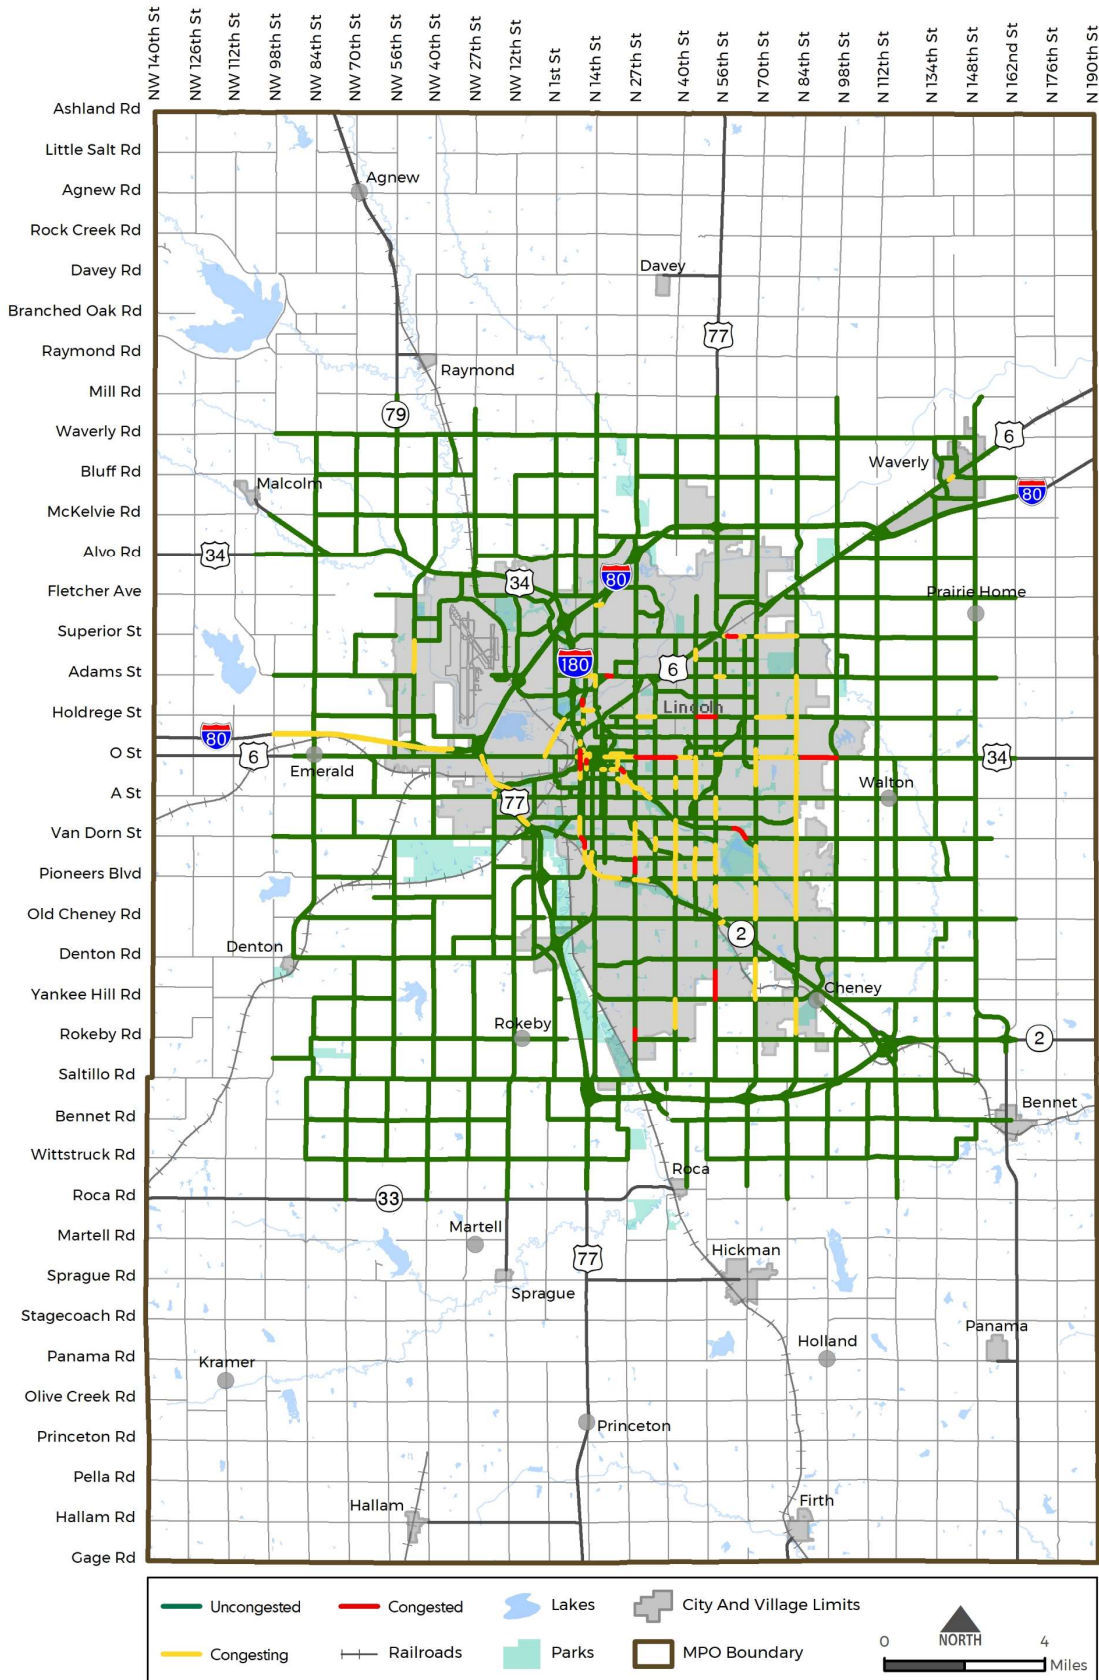 NW 140th St
NW 126th St
NW 112th St
NW 98th St
NW 84th St
NW 70th St
NW 56th St
NW 40th St
NW 27th St
NW 12th St
N 1st St
N 14th St
N 27th St
N 40th St
N 56th St
N 70th St
N 84th St
N 98th St
N 112th St
N 134th St
N 148th St
N 162nd St
N 176th St
N 190th St
Ashland Rd
Little Salt Rd
Agnew Rd
Agnew
Rock Creek Rd
Davey Rd
Davey
Branched Oak Rd
77
Raymond Rd
Raymond
Mill Rd
79
Waverly Rd
6
Bluff Rd
Waverly
Malcolm
80
McKelvie Rd
Alvo Rd
34
34
80
Fletcher Ave
Prairie Home
Superior St
180
6
Adams St
Lincoln
Holdrege St
80
O St
6
34
Emerald
Walton
A St
77
Van Dorn St
Pioneers Blvd
Old Cheney Rd
2
Denton
Denton Rd
Yankee Hill Rd
Cheney
Rokeby
Rokeby Rd
2
Saltillo Rd
Bennet
Bennet Rd
Wittstruck Rd
Roca
Roca Rd
33
Martell
Martell Rd
77
Hickman
Sprague Rd
Sprague
Stagecoach Rd
Panama
Holland
Panama Rd
Kramer
Olive Creek Rd
Princeton
Princeton Rd
Pella Rd
Hallam
Firth
Hallam Rd
Gage Rd
Uncongested
Congested
Lakes
City And Village Limits
Congesting
Railroads
Parks
MPO Boundary
NORTH
0
4
Miles